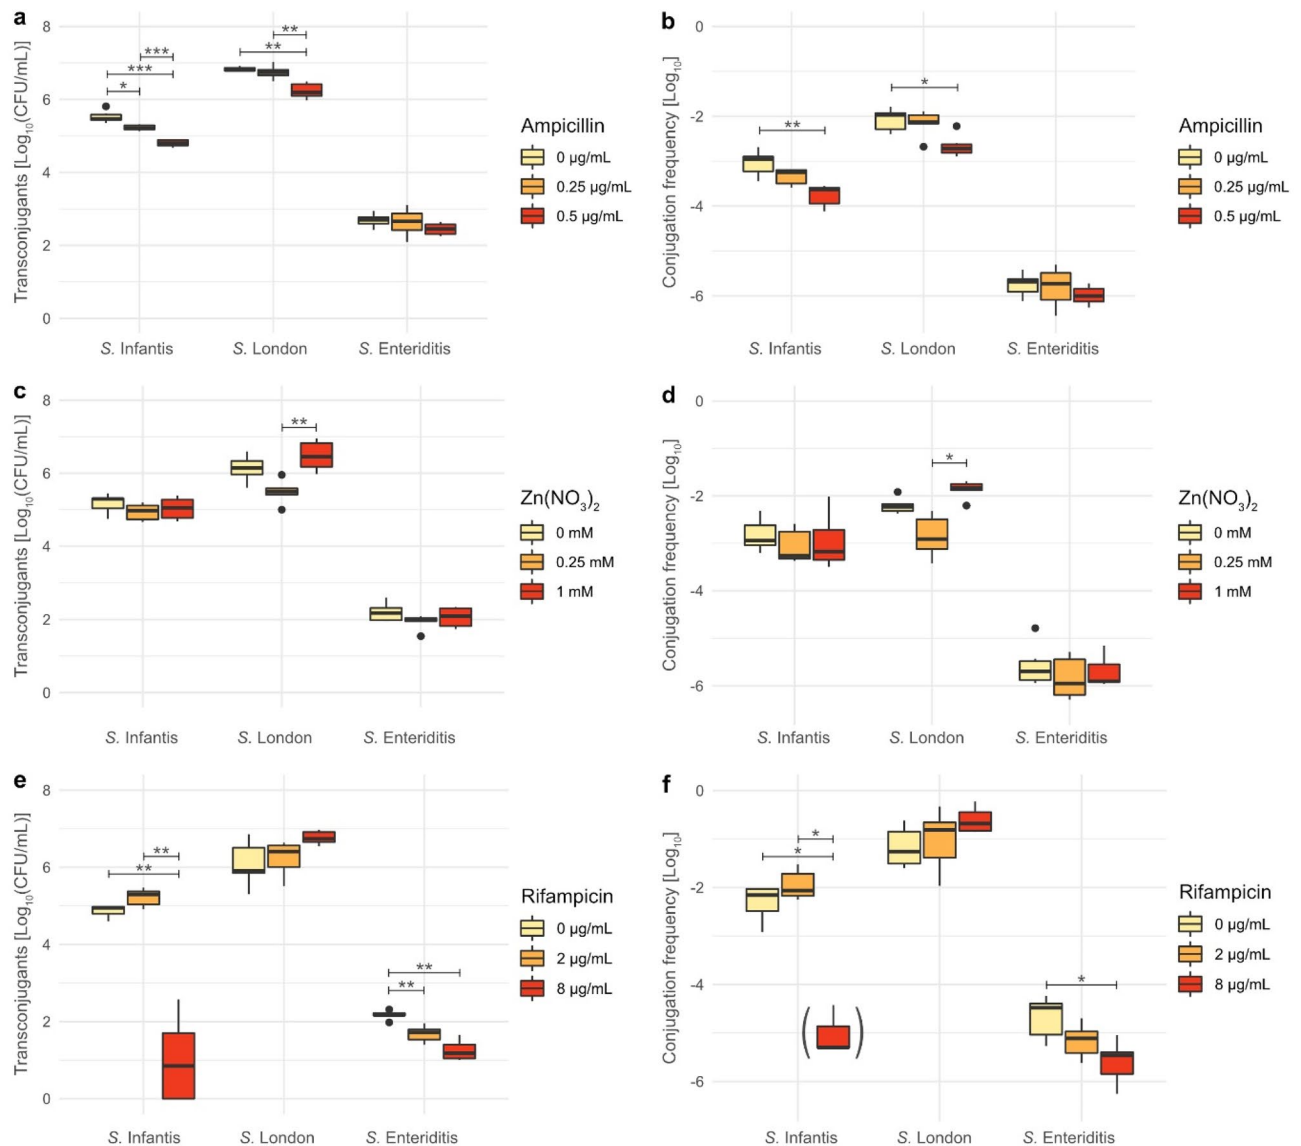 a
Transconjugants [Log10(CFU/mL)]
8
6
4
2
0
***
***
*
**
**
S. Infantis
S. London
S. Enteriditis
Ampicillin
0 µg/mL
0.25 µg/mL
0.5 µg/mL
b
Conjugation frequency [Log10]
-0
-2
-4
-6
**
*
S. Infantis
S. London
S. Enteriditis
Ampicillin
0 µg/mL
0.25 µg/mL
0.5 µg/mL
c
Transconjugants [Log10(CFU/mL)]
8
6
4
2
0
**
S. Infantis
S. London
S. Enteriditis
Zn(NO3)2
0 mM
0.25 mM
1 mM
d
Conjugation frequency [Log10]
0
-2
-4
-6
*
S. Infantis
S. London
S. Enteriditis
Zn(NO3)2
0 mM
0.25 mM
1 mM
e
Transconjugants [Log10(CFU/mL)]
8
6
4
2
0
**
**
**
**
S. Infantis
S. London
S. Enteriditis
Rifampicin
0 µg/mL
2 µg/mL
8 µg/mL
f
Conjugation frequency [Log10]
-0
-2
-4
-6
*
*
*
( )
S. Infantis
S. London
S. Enteriditis
Rifampicin
0 µg/mL
2 µg/mL
8 µg/mL